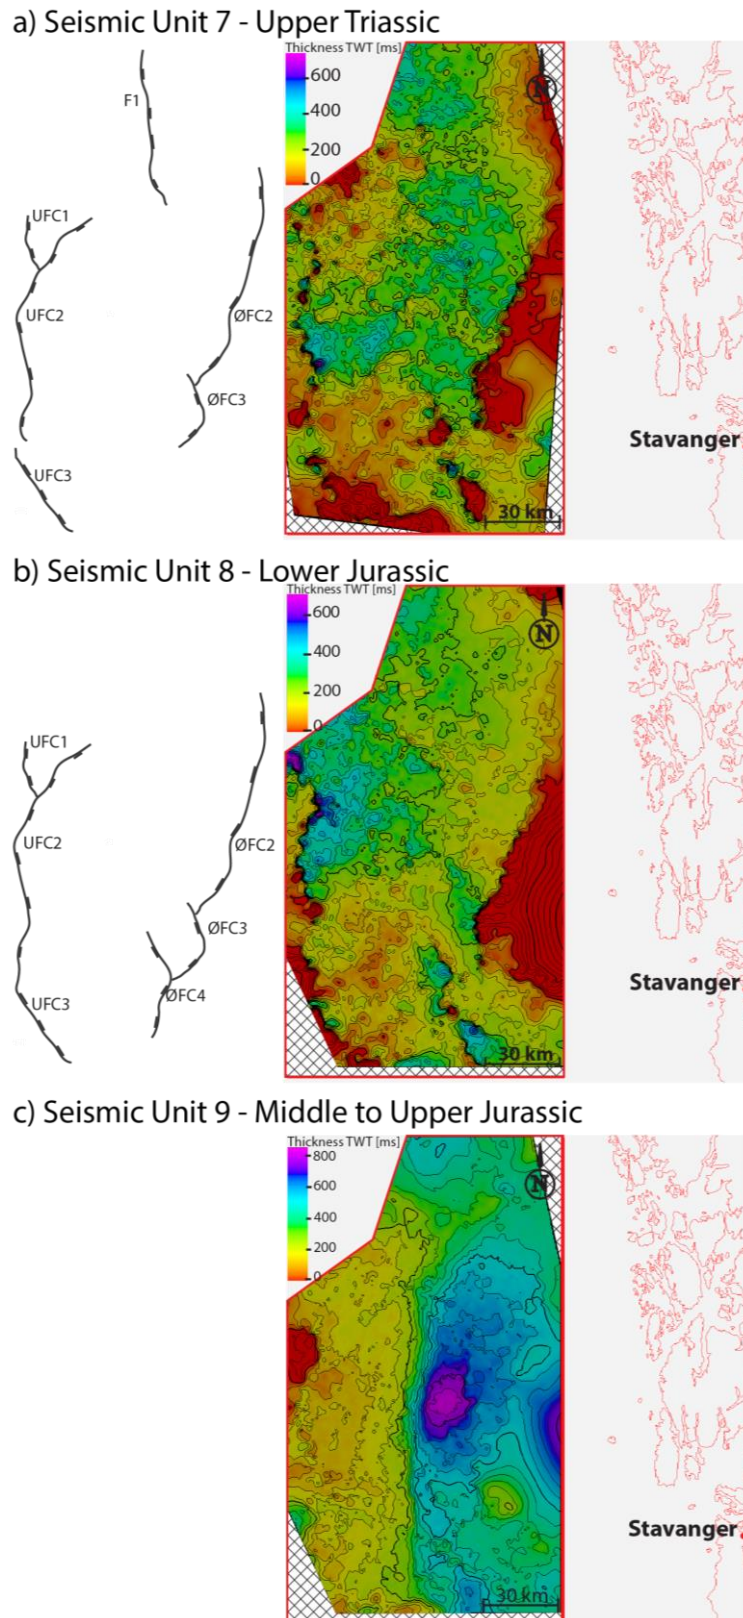 a) Seismic Unit 7 - Upper Triassic
Thickness TWT [ms]
600
400
200
0
N
F1
UFC1
UFC2
ØFC2
ØFC3
UFC3
Stavanger
30 km
b) Seismic Unit 8 - Lower Jurassic
Thickness TWT [ms]
600
400
200
0
N
UFC1
UFC2
ØFC2
ØFC3
UFC3
ØFC4
Stavanger
30 km
c) Seismic Unit 9 - Middle to Upper Jurassic
Thickness TWT [ms]
800
600
400
200
0
N
Stavanger
30 km